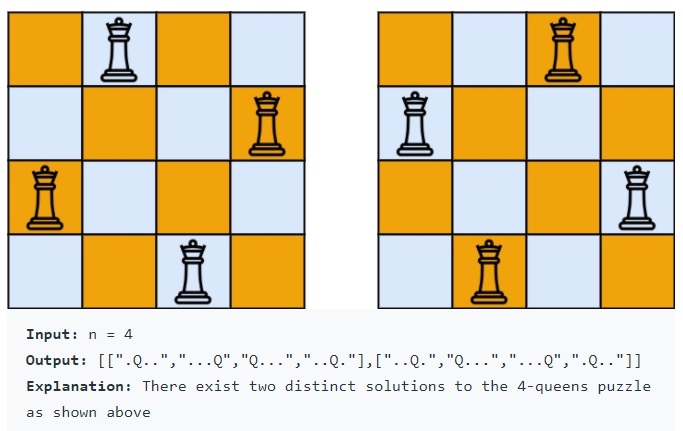 Input: n = 4
Output: [[".Q..","...Q","Q...","..Q."],["..Q.","Q...","...Q",".Q.."]]
Explanation: There exist two distinct solutions to the 4-queens puzzle
as shown above